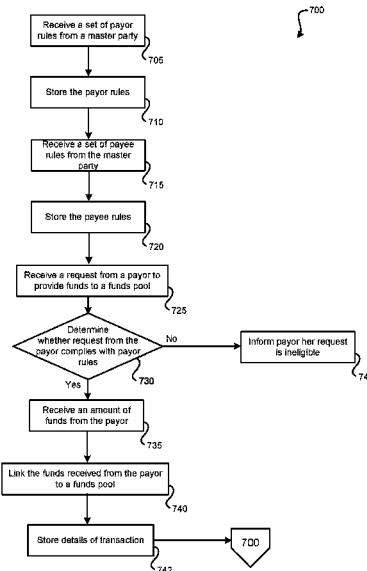 700
Receive a set of payor
rules from a master party
705
Store the payor rules
710
Receive a set of payee
rules from the master
party
715
Store the payee rules
720
Receive a request from a payor to
provide funds to a funds pool
725
Determine
whether request from the
payor complies with payor
rules
730
No
Inform payor her request
is ineligible
Yes
Receive an amount of
funds from the payor
735
Link the funds received from the payor
to a funds pool
740
Store details of transaction
700
742